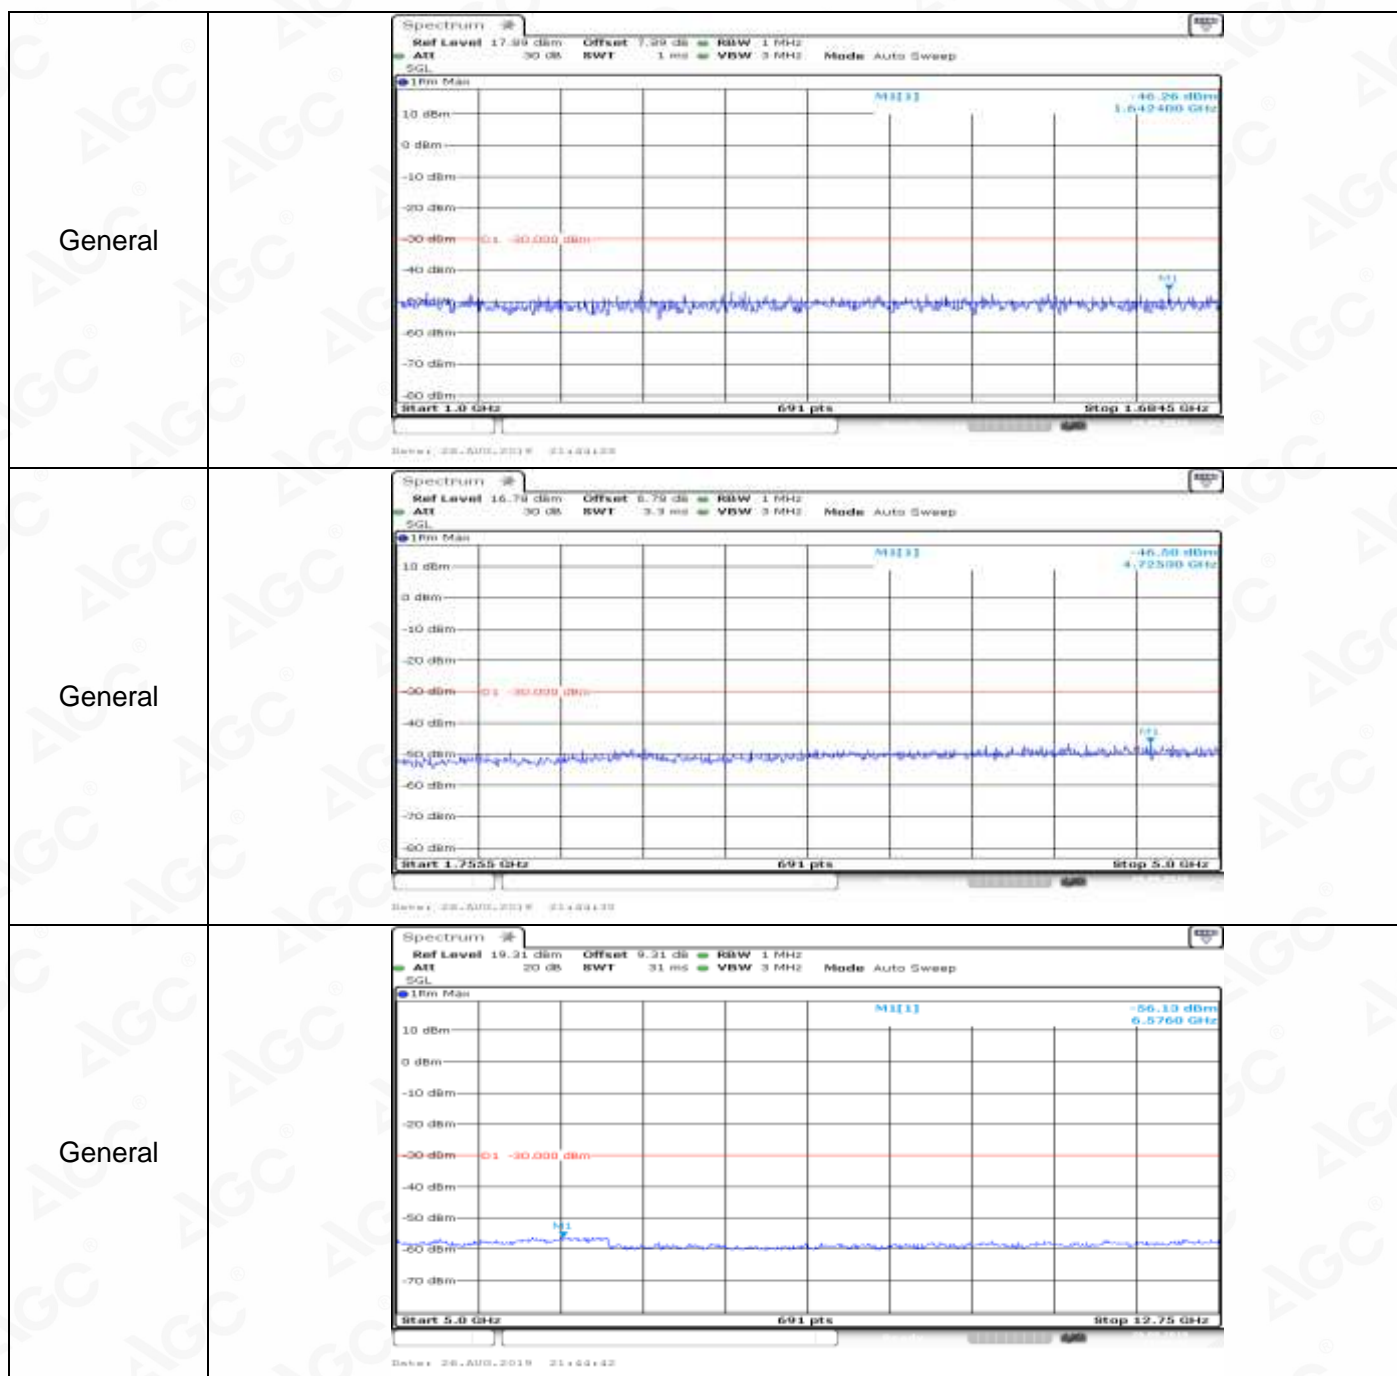 General
Spectrum
Ref Level 17.89 dBm Offset 7.89 dB RBW 1 MHz
Att 30 dB SWT 1 ms VBW 3 MHz Mode Auto Sweep
SGL
1Rm Max
M1[1] -46.26 dBm
1.642400 GHz
10 dBm
0 dBm
-10 dBm
-20 dBm
-30 dBm D1 -30.000 dBm
-40 dBm
M1
-50 dBm
-60 dBm
-70 dBm
-80 dBm
Start 1.0 GHz 691 pts Stop 1.6845 GHz
General
Spectrum
Ref Level 16.79 dBm Offset 6.79 dB RBW 1 MHz
Att 30 dB SWT 3.3 ms VBW 3 MHz Mode Auto Sweep
SGL
1Rm Max
M1[1] dBm
4.72500 GHz
10 dBm
0 dBm
-10 dBm
-20 dBm
-30 dBm D1 -30.000 dBm
-40 dBm
M1
-50 dBm
-60 dBm
-70 dBm
-80 dBm
Start 1.7555 GHz 691 pts Stop 5.0 GHz
General
Spectrum
Ref Level 19.31 dBm Offset 9.31 dB RBW 1 MHz
Att 20 dB SWT 31 ms VBW 3 MHz Mode Auto Sweep
SGL
1Rm Max
M1[1] -56.13 dBm
6.5760 GHz
10 dBm
0 dBm
-10 dBm
-20 dBm
-30 dBm D1 -30.000 dBm
-40 dBm
-50 dBm
M1
-60 dBm
-70 dBm
Start 5.0 GHz 691 pts Stop 12.75 GHz
Date: 28.AUG.2019 21:44:42